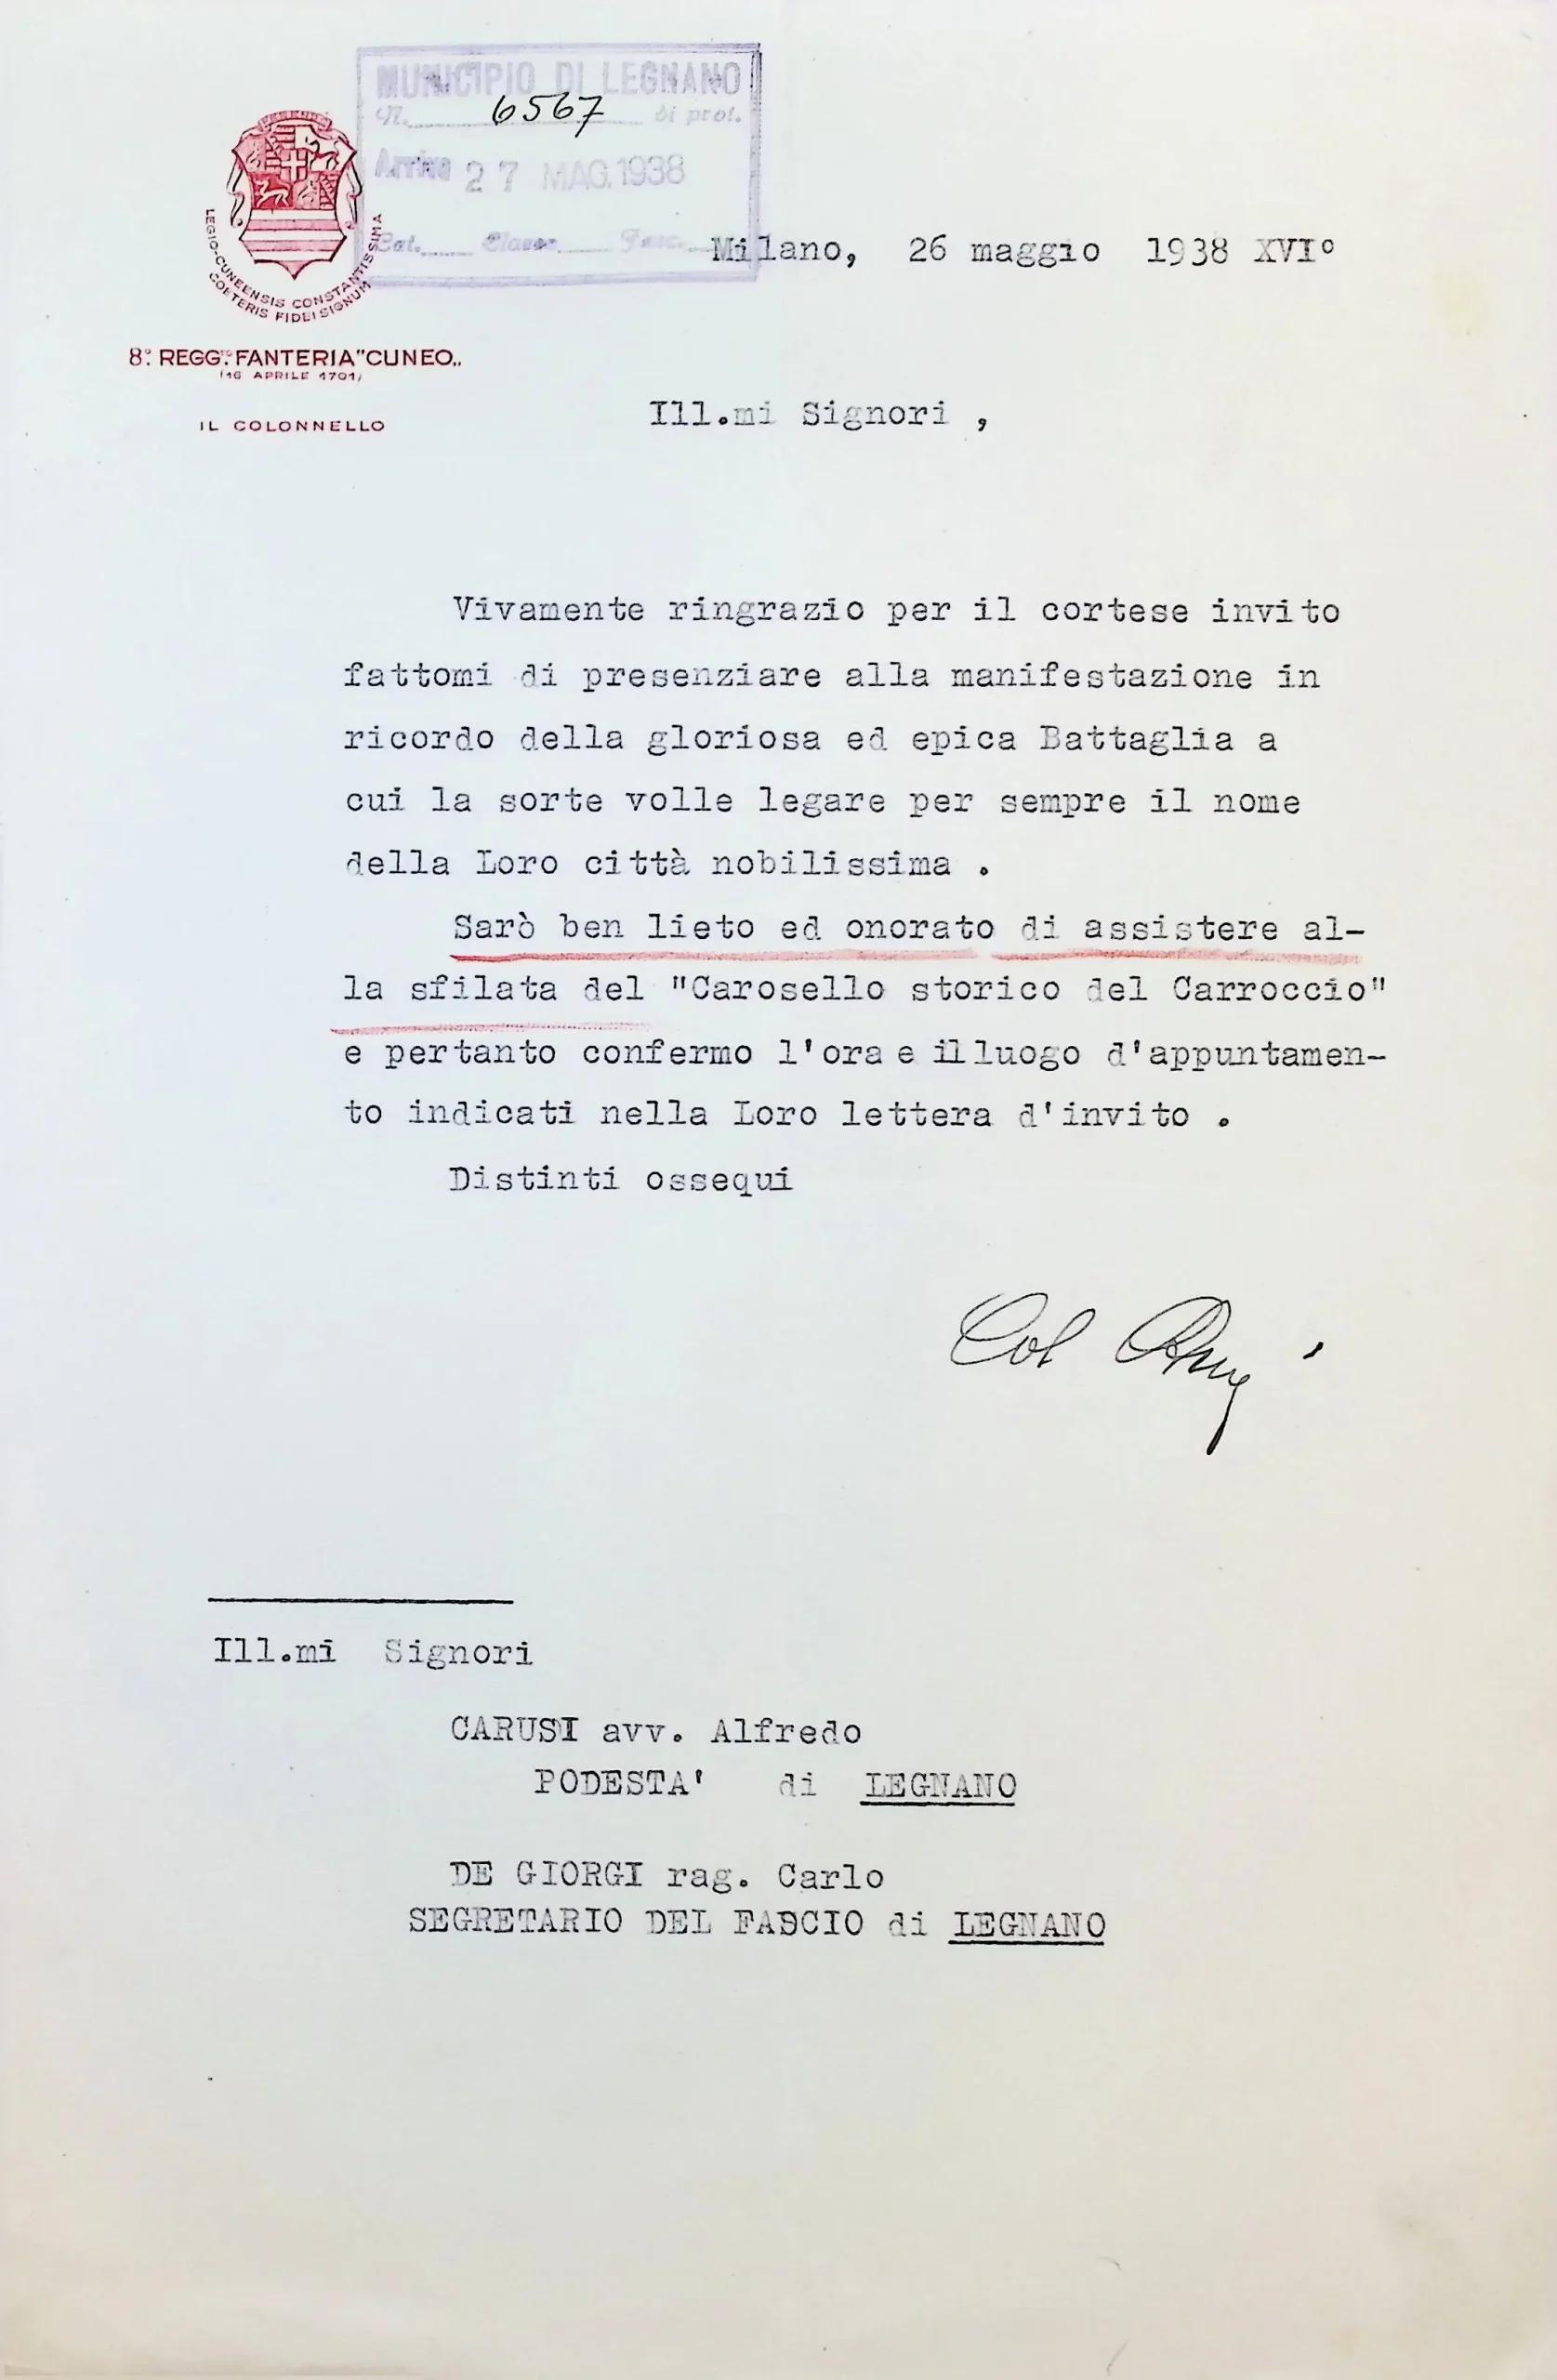 MUNICIPIO DI LEGNANO
N. 6567 di prot.
Arrivo 27 MAG. 1938
Cat. Classe Fasc.
LEGIO-CUNEENSIS CONSTANTISSIMA
COETERIS FIDEI SIGNUM
8° REGG.TO FANTERIA "CUNEO„
(16 APRILE 1701)
IL COLONNELLO
Milano, 26 maggio 1938 XVI°
Ill.mi Signori ,
Vivamente ringrazio per il cortese invito
fattomi di presenziare alla manifestazione in
ricordo della gloriosa ed epica Battaglia a
cui la sorte volle legare per sempre il nome
della Loro città nobilissima .
Sarò ben lieto ed onorato di assistere al-
la sfilata del "Carosello storico del Carroccio"
e pertanto confermo l'ora e il luogo d'appuntamen-
to indicati nella Loro lettera d'invito .
Distinti ossequi
Col
Ill.mi Signori
CARUSI avv. Alfredo
PODESTA' di LEGNANO
DE GIORGI rag. Carlo
SEGRETARIO DEL FASCIO di LEGNANO